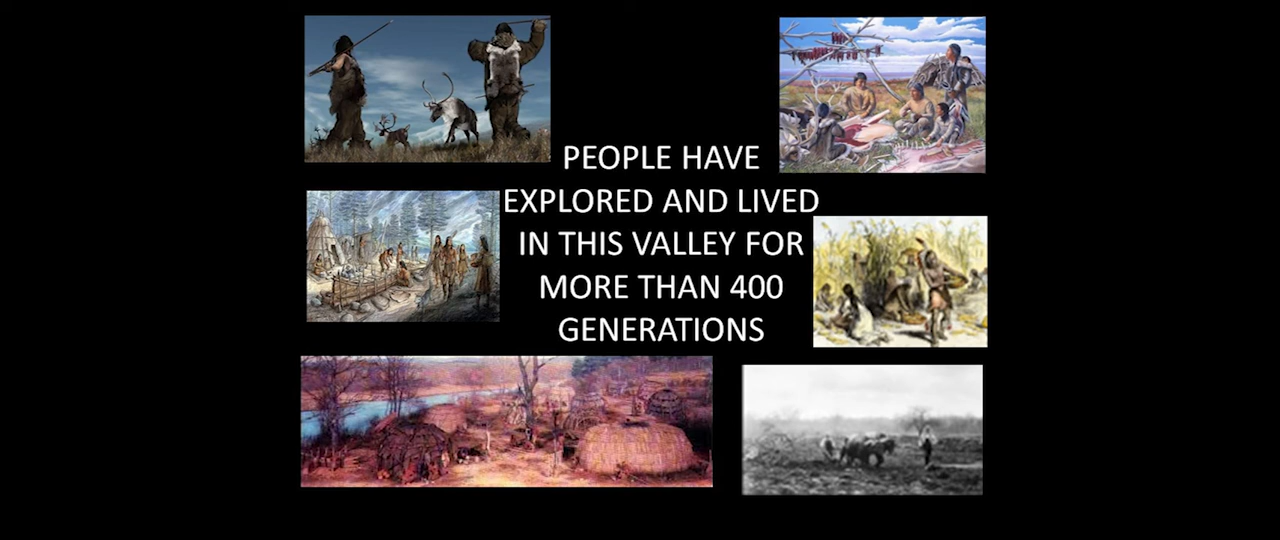 PEOPLE HAVE
EXPLORED AND LIVED
IN THIS VALLEY FOR
MORE THAN 400
GENERATIONS